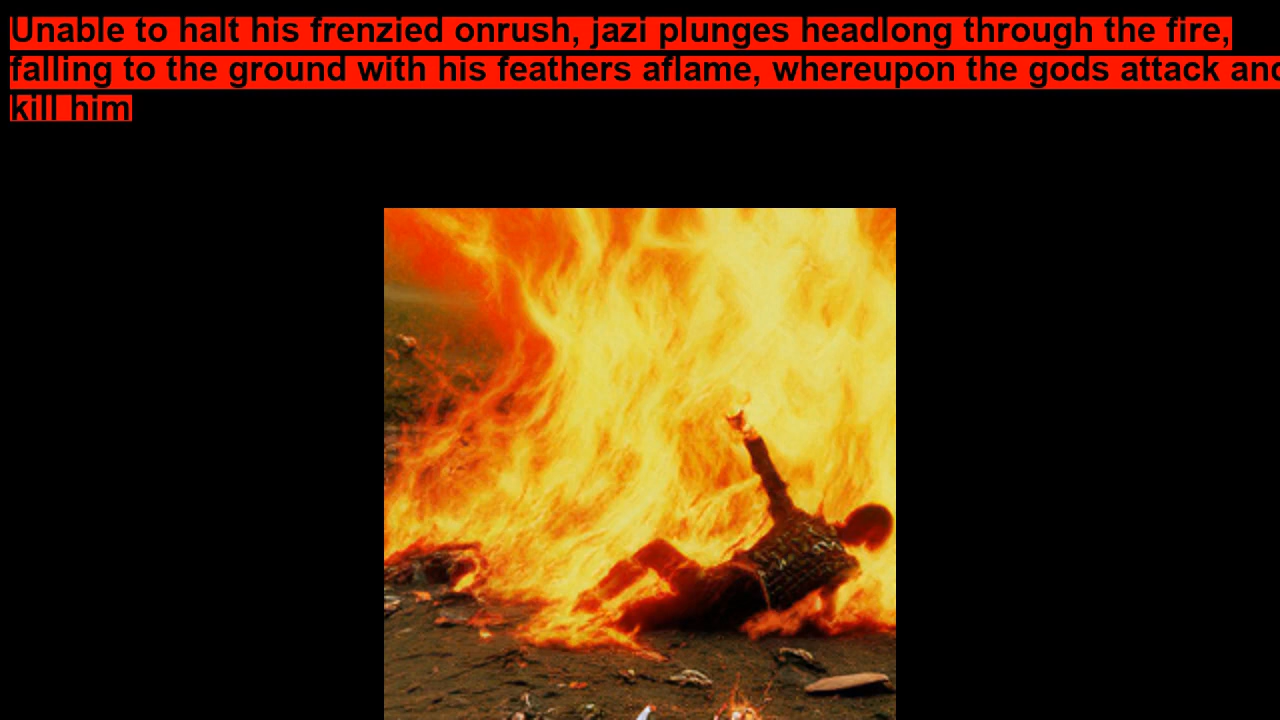 Unable to halt his frenzied onrush, jazi plunges headlong through the fire,
falling to the ground with his feathers aflame, whereupon the gods attack and
kill him